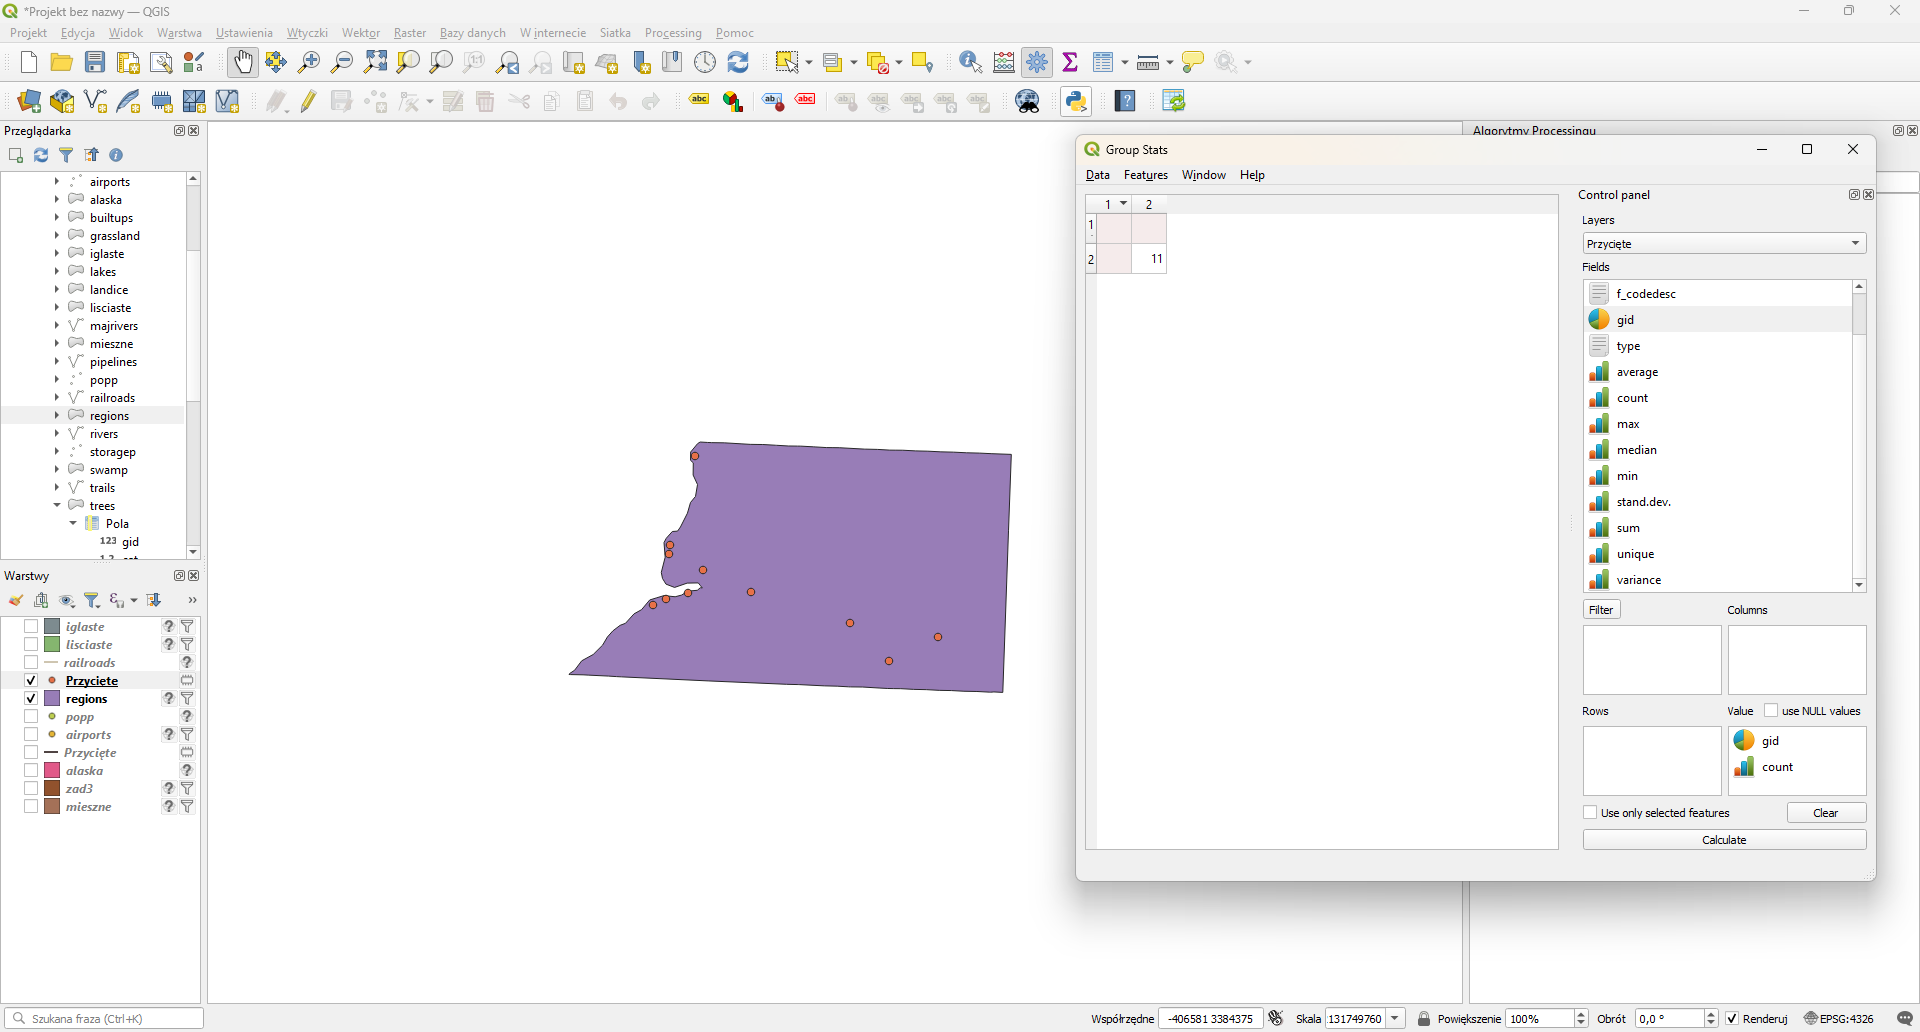 *Projekt bez nazwy — QGIS
Projekt Edycja Widok Warstwa Ustawienia Wtyczki Wektor Raster Bazy danych W internecie Siatka Processing Pomoc
Przeglądarka
airports
alaska
builtups
grassland
iglaste
lakes
landice
lisciaste
majrivers
mieszne
pipelines
popp
railroads
regions
rivers
storagep
swamp
trails
trees
Pola
123 gid
Warstwy
iglaste
lisciaste
railroads
Przycięte
regions
popp
airports
Przycięte
alaska
zad3
mieszne
Algorytmy Processingu
Group Stats
Data Features Window Help
1 2
1
2 11
Control panel
Layers
Przycięte
Fields
f_codedesc
gid
type
average
count
max
median
min
stand.dev.
sum
unique
variance
Filter Columns
Rows Value use NULL values
gid
count
Use only selected features Clear
Calculate
Szukana fraza (Ctrl+K) Współrzędne -406581 3384375 Skala 131749760 Powiększenie 100% Obrót 0,0 ° Renderuj EPSG:4326